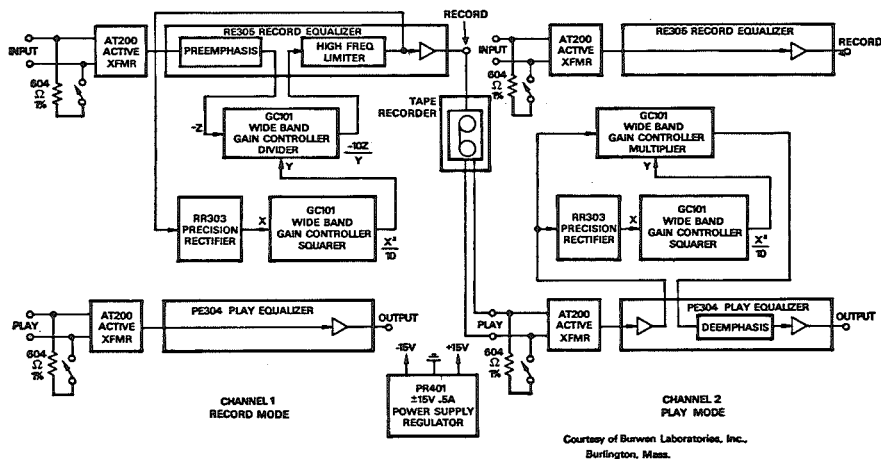 INPUT
604
Ω
1%
AT200
ACTIVE
XFMR
RE305 RECORD EQUALIZER
PREEMPHASIS
HIGH FREQ
LIMITER
RECORD
GC101
WIDE BAND
GAIN CONTROLLER
DIVIDER
-Z
Y
-10Z
Y
RR303
PRECISION
RECTIFIER
X
GC101
WIDE BAND
GAIN CONTROLLER
SQUARER
X²
10
TAPE
RECORDER
INPUT
604
Ω
1%
AT200
ACTIVE
XFMR
RE305 RECORD EQUALIZER
RECORD
GC101
WIDE BAND
GAIN CONTROLLER
MULTIPLIER
Y
RR303
PRECISION
RECTIFIER
X
GC101
WIDE BAND
GAIN CONTROLLER
SQUARER
X²
10
PLAY
604
Ω
1%
AT200
ACTIVE
XFMR
PE304 PLAY EQUALIZER
OUTPUT
CHANNEL 1
RECORD MODE
-15V
+15V
PR401
±15V .5A
POWER SUPPLY
REGULATOR
PLAY
604
Ω
1%
AT200
ACTIVE
XFMR
PE304 PLAY EQUALIZER
DEEMPHASIS
OUTPUT
CHANNEL 2
PLAY MODE
Courtesy of Burwen Laboratories, Inc.,
Burlington, Mass.